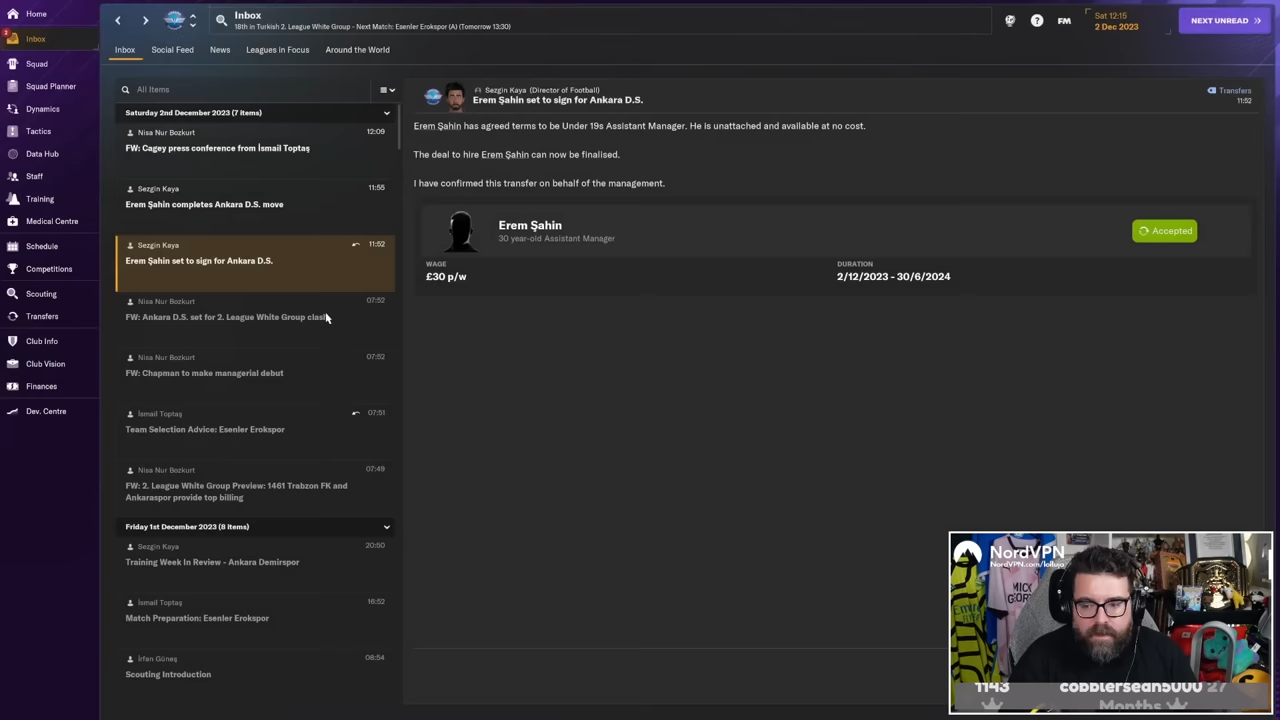 Home
Inbox
Squad
Squad Planner
Dynamics
Tactics
Data Hub
Staff
Training
Medical Centre
Schedule
Competitions
Scouting
Transfers
Club Info
Club Vision
Finances
Dev. Centre
Inbox
18th in Turkish 2. League White Group - Next Match: Esenler Erokspor (A) (Tomorrow 13:30)
FM
Sat 12:15
2 Dec 2023
NEXT UNREAD
Inbox
Social Feed
News
Leagues in Focus
Around the World
All Items
Saturday 2nd December 2023 (7 items)
Nisa Nur Bozkurt 12:09
FW: Cagey press conference from İsmail Toptaş
Sezgin Kaya 11:55
Erem Şahin completes Ankara D.S. move
Sezgin Kaya 11:52
Erem Şahin set to sign for Ankara D.S.
Nisa Nur Bozkurt 07:52
FW: Ankara D.S. set for 2. League White Group clash
Nisa Nur Bozkurt 07:52
FW: Chapman to make managerial debut
İsmail Toptaş 07:51
Team Selection Advice: Esenler Erokspor
Nisa Nur Bozkurt 07:49
FW: 2. League White Group Preview: 1461 Trabzon FK and
Ankaraspor provide top billing
Friday 1st December 2023 (8 items)
Sezgin Kaya 20:50
Training Week In Review - Ankara Demirspor
İsmail Toptaş 16:52
Match Preparation: Esenler Erokspor
İrfan Güneş 08:54
Scouting Introduction
Sezgin Kaya (Director of Football)
Erem Şahin set to sign for Ankara D.S.
Transfers
11:52
Erem Şahin has agreed terms to be Under 19s Assistant Manager. He is unattached and available at no cost.
The deal to hire Erem Şahin can now be finalised.
I have confirmed this transfer on behalf of the management.
Erem Şahin
30 year-old Assistant Manager
Accepted
WAGE
£30 p/w
DURATION
2/12/2023 - 30/6/2024
NordVPN
NordVPN.com/lollujo
1143
cobblersean5000 27
Months